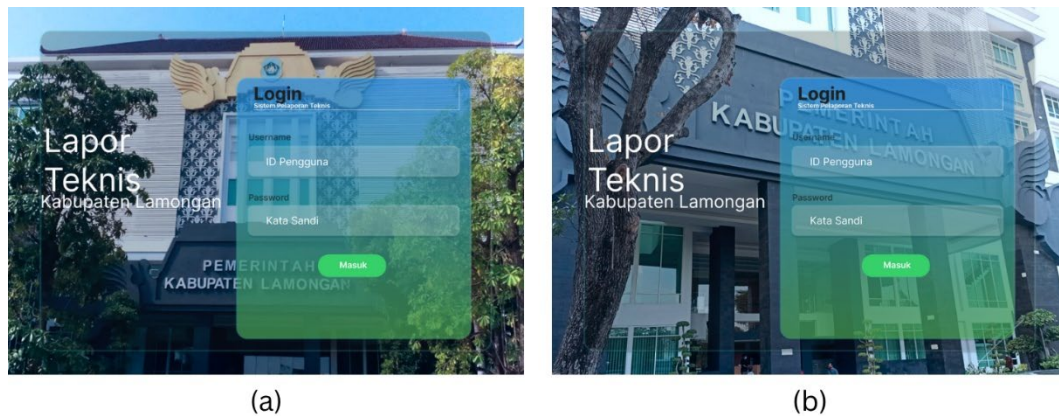 Lapor
Teknis
Kabupaten Lamongan
Login
Sistem Pelaporan Teknis
Username
ID Pengguna
Password
Kata Sandi
Masuk
PEMERINTAH
KABUPATEN LAMONGAN
(a)
Lapor
Teknis
Kabupaten Lamongan
Login
Sistem Pelaporan Teknis
Username
ID Pengguna
Password
Kata Sandi
Masuk
PEMERINTAH
KABUPATEN LAMONGAN
(b)